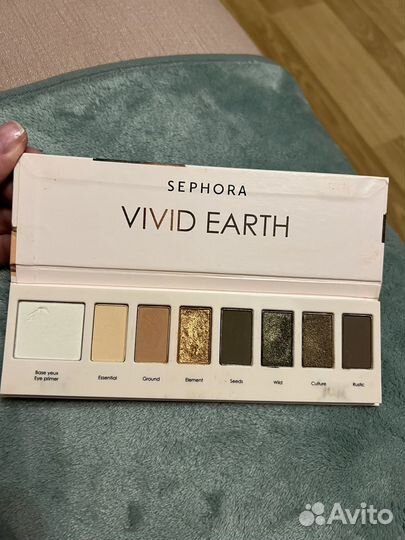 SEPHORA
VIVID EARTH
Base yeux
Eye primer
Essential
Ground
Element
Seeds
Wild
Culture
Rustic
Avito